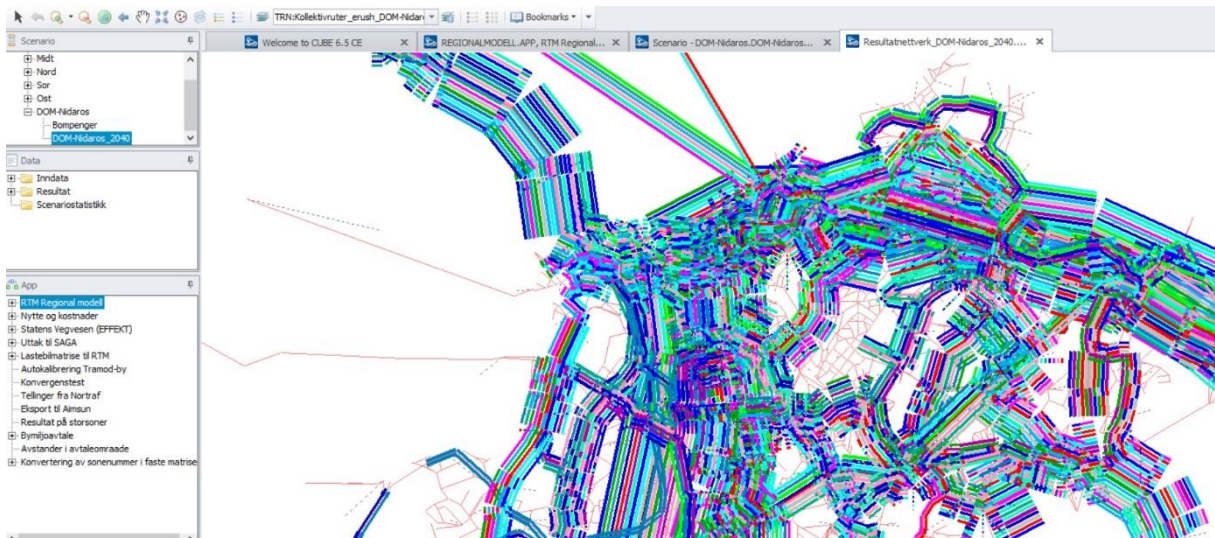 TRN:Kollektivruter_erush_DOM-Nidar
Bookmarks
Scenario
Welcome to CUBE 6.5 CE
REGIONALMODELL.APP, RTM Regional...
Scenario - DOM-Nidaros.DOM-Nidaros...
Resultatnettverk_DOM-Nidaros_2040....
Midt
Nord
Sor
Ost
DOM-Nidaros
Bompenger
DOM-Nidaros_2040
Data
Inndata
Resultat
Scenariostatistikk
App
RTM Regional modell
Nytte og kostnader
Statens Vegvesen (EFFEKT)
Uttak til SAGA
Lastebilmatrise til RTM
Autokalibrering Tramod-by
Konvergenstest
Tellinger fra Nortraf
Eksport til Aimsun
Resultat på storsoner
Bymiljoavtale
Avstander i avtaleomraade
Konvertering av sonenummer i faste matrise